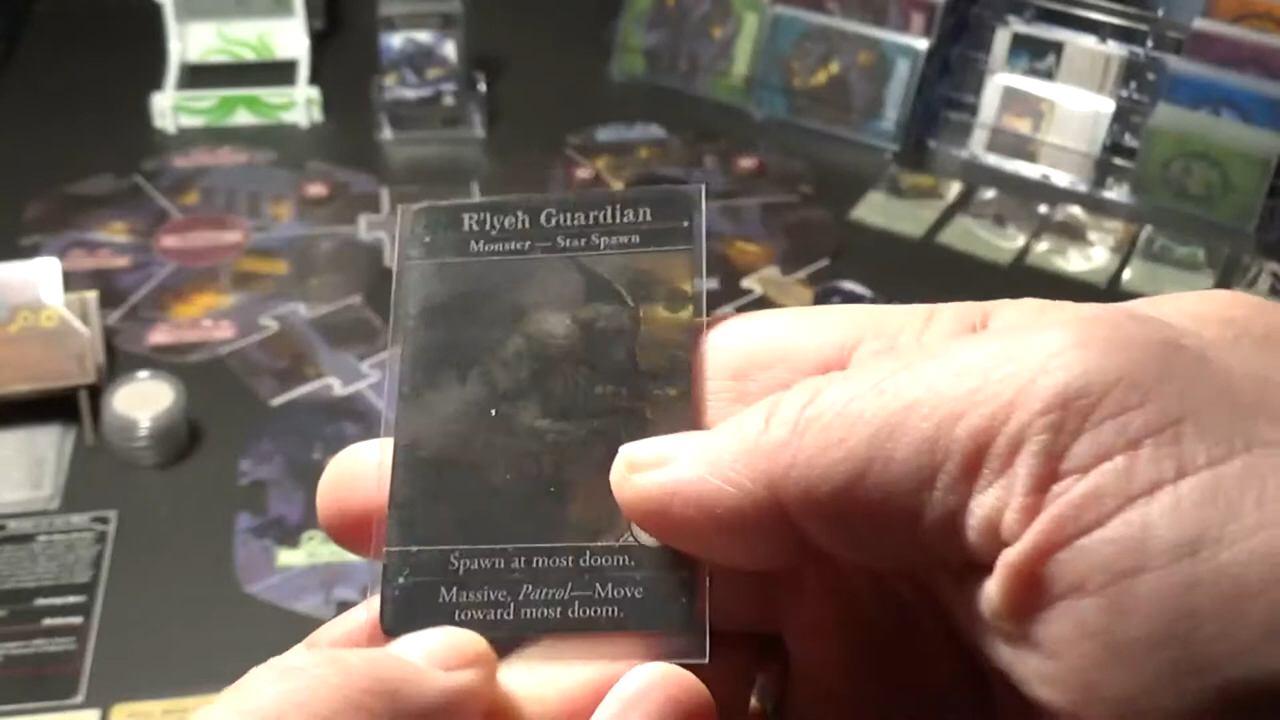 R'lyeh Guardian
Monster — Star Spawn
Spawn at most doom.
Massive, Patrol—Move
toward most doom.